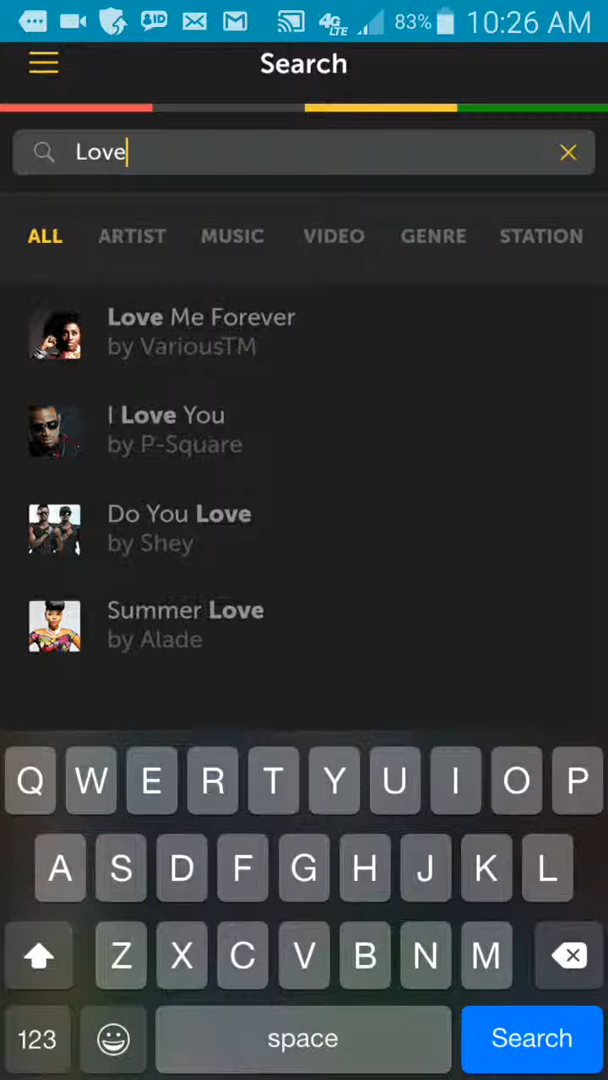 ID 4G LTE 83% 10:26 AM
Search
Love
ALL ARTIST MUSIC VIDEO GENRE STATION
Love Me Forever
by VariousTM
I Love You
by P-Square
Do You Love
by Shey
Summer Love
by Alade
Q W E R T Y U I O P
A S D F G H J K L
Z X C V B N M
123 space Search